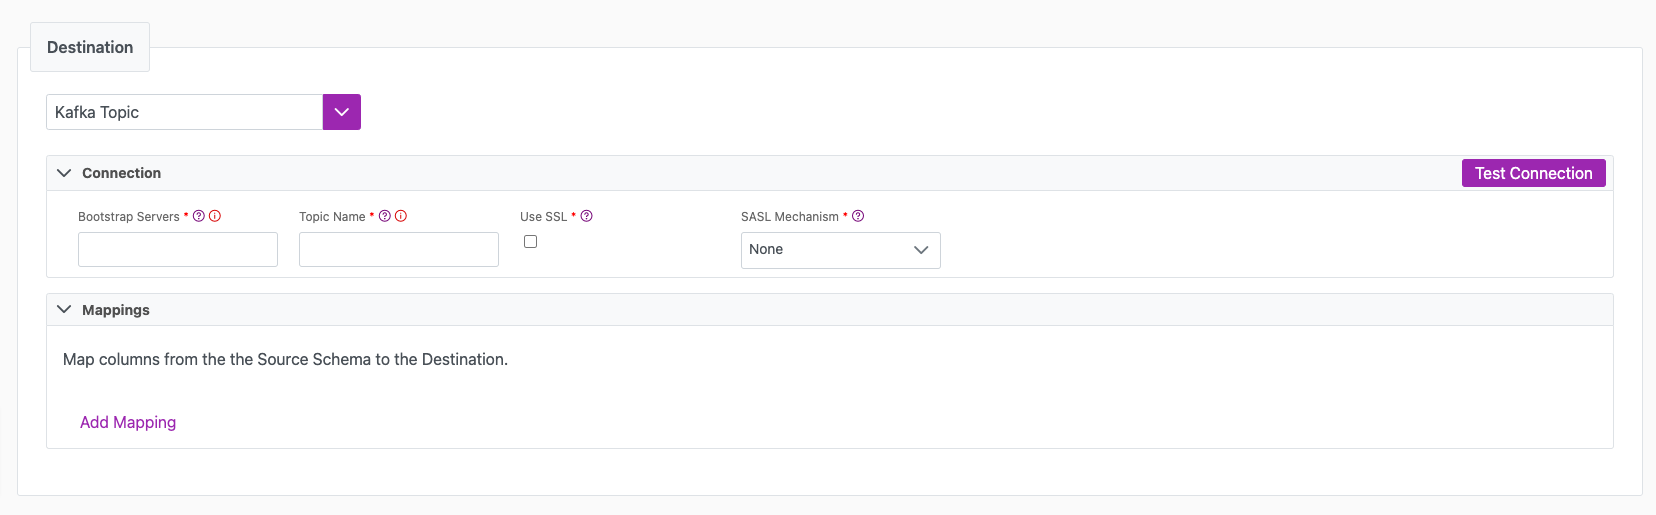 Destination
Kafka Topic
Connection
Test Connection
Bootstrap Servers * Topic Name * Use SSL * SASL Mechanism *
None
Mappings
Map columns from the the Source Schema to the Destination.
Add Mapping